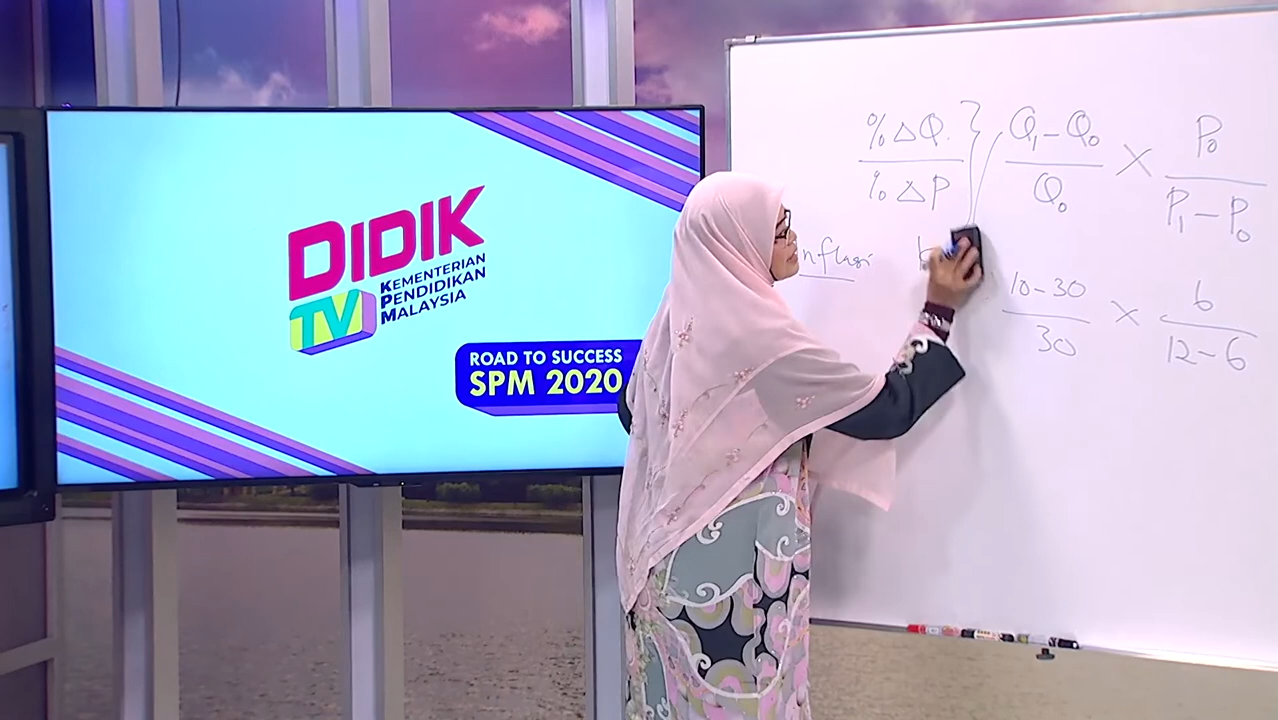 DIDIK
TV
KEMENTERIAN
PENDIDIKAN
MALAYSIA
ROAD TO SUCCESS
SPM 2020
%ΔQ
%ΔP
Q₁ - Q₀
Q₀
×
P₀
P₁ - P₀
10 - 30
30
×
6
12 - 6